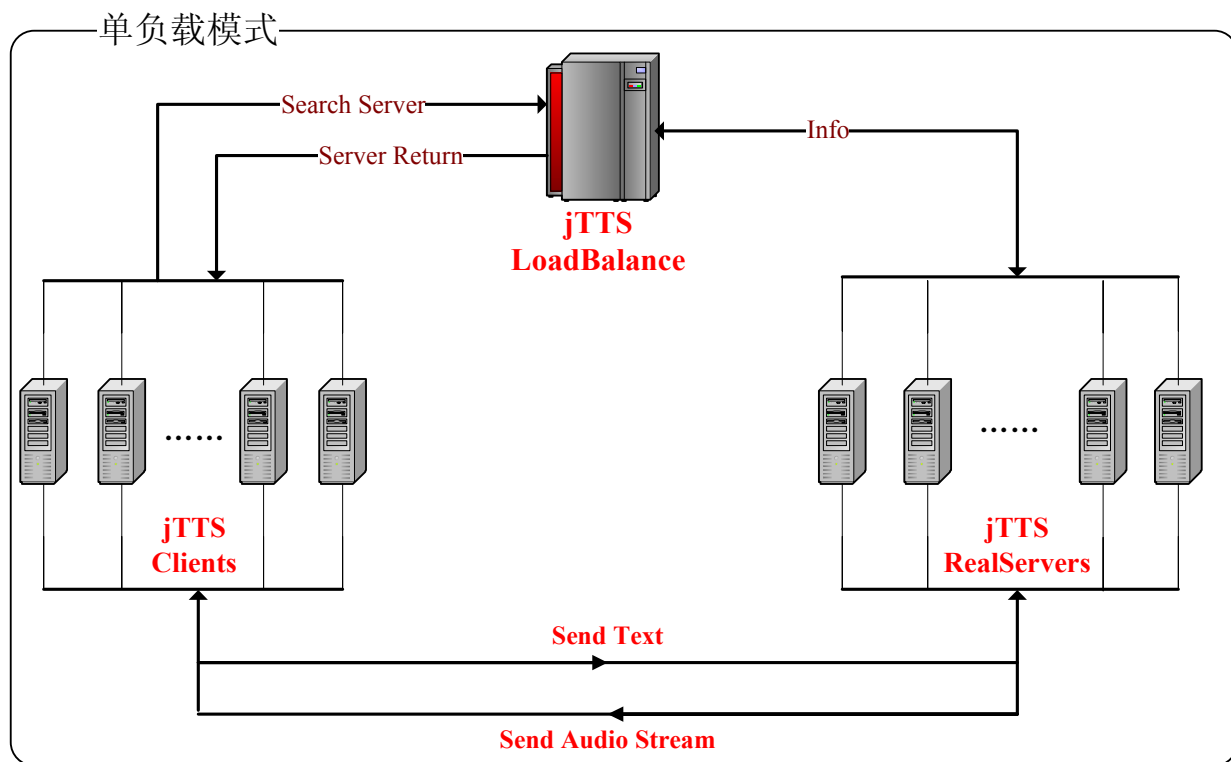 单负载模式
Search Server
Info
Server Return
jTTS
LoadBalance
......
......
jTTS
Clients
jTTS
RealServers
Send Text
Send Audio Stream